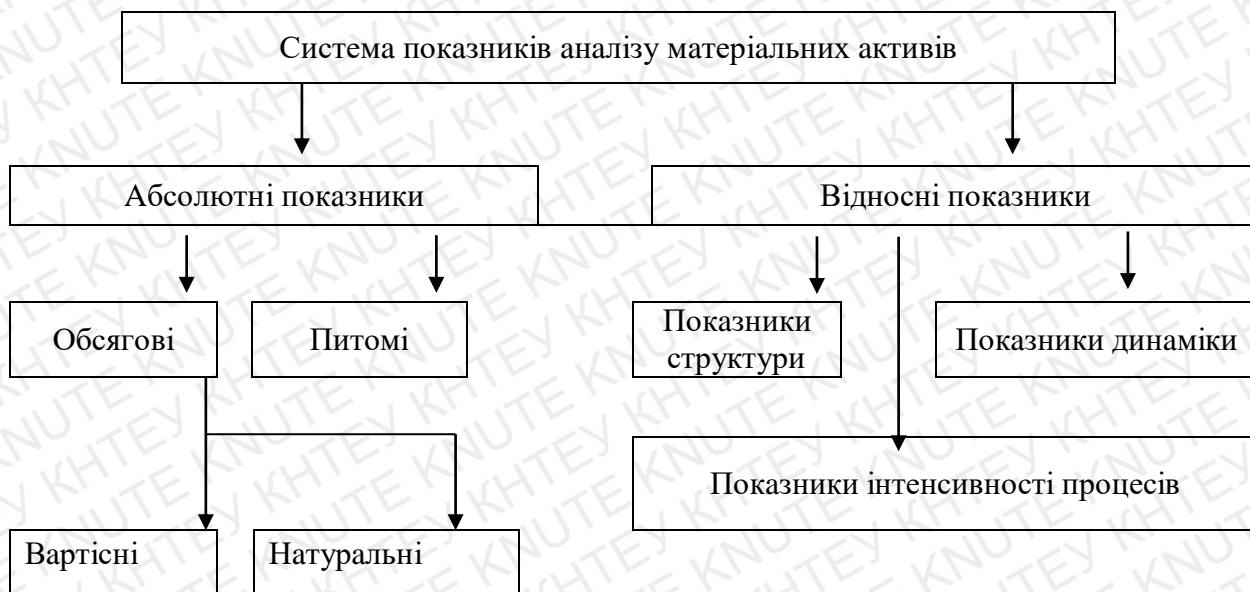 Система показників аналізу матеріальних активів
Абсолютні показники
Відносні показники
Обсягові
Питомі
Показники
структури
Показники динаміки
Показники інтенсивності процесів
Вартісні
Натуральні